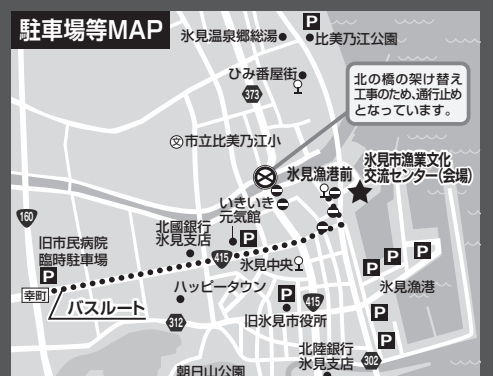 駐車場等MAP
P
氷見温泉郷総湯
比美乃江公園
ひみ番屋街
373
北の橋の架け替え
工事のため、通行止め
となっています。
文市立比美乃江小
氷見漁港前
氷見市漁業文化
交流センター(会場)
いきいき
元気館
160
北國銀行
氷見支店
P
旧市民病院
臨時駐車場
P
415
氷見中央
P
P
P
幸町
バスルート
ハッピータウン
P
415
氷見漁港
P
312
旧氷見市役所
P
北陸銀行
氷見支店
302
朝日山公園